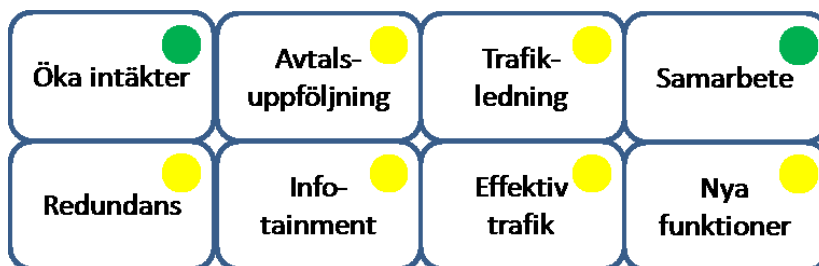 Öka intäkter
Avtals-
uppföljning
Trafik-
ledning
Samarbete
Redundans
Info-
tainment
Effektiv
trafik
Nya
funktioner